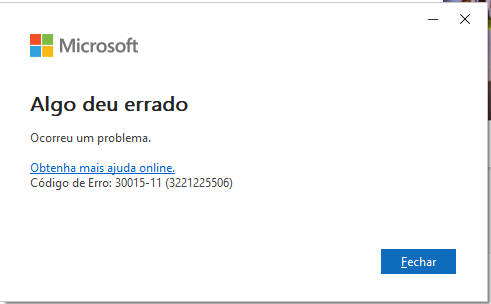 Microsoft
Algo deu errado
Ocorreu um problema.
Obtenha mais ajuda online.
Código de Erro: 30015-11 (3221225506)
Fechar